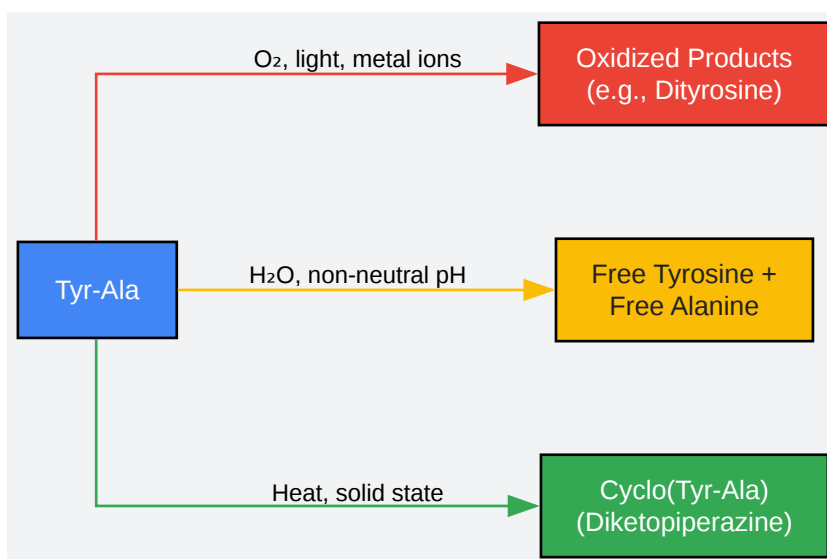 O₂, light, metal ions
Oxidized Products
(e.g., Dityrosine)
Tyr-Ala
H₂O, non-neutral pH
Free Tyrosine +
Free Alanine
Heat, solid state
Cyclo(Tyr-Ala)
(Diketopiperazine)